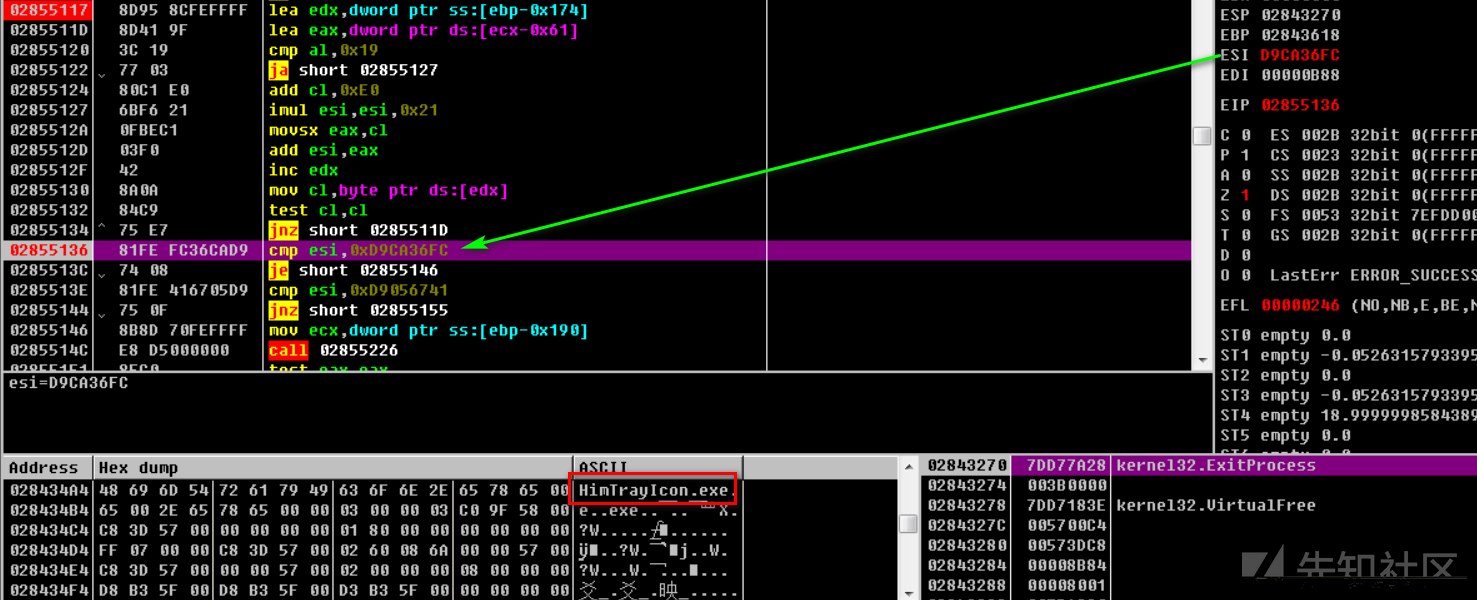 02855117 8D95 8CFEFFFF lea edx,dword ptr ss:[ebp-0x174]
0285511D 8D41 9F lea eax,dword ptr ds:[ecx-0x61]
02855120 3C 19 cmp al,0x19
02855122 77 03 ja short 02855127
02855124 80C1 E0 add cl,0xE0
02855127 6BF6 21 imul esi,esi,0x21
0285512A 0FBEC1 movsx eax,cl
0285512D 03F0 add esi,eax
0285512F 42 inc edx
02855130 8A0A mov cl,byte ptr ds:[edx]
02855132 84C9 test cl,cl
02855134 75 E7 jnz short 0285511D
02855136 81FE FC36CAD9 cmp esi,0xD9CA36FC
0285513C 74 08 je short 02855146
0285513E 81FE 416705D9 cmp esi,0xD9056741
02855144 75 0F jnz short 02855155
02855146 8B8D 70FEFFFF mov ecx,dword ptr ss:[ebp-0x190]
0285514C E8 D5000000 call 02855226
02855151 85C0 test eax,eax
esi=D9CA36FC
ESP 02843270
EBP 02843618
ESI D9CA36FC
EDI 00000B88
EIP 02855136
C 0 ES 002B 32bit 0(FFFFF
P 1 CS 0023 32bit 0(FFFFF
A 0 SS 002B 32bit 0(FFFFF
Z 1 DS 002B 32bit 0(FFFFF
S 0 FS 0053 32bit 7EFDD00
T 0 GS 002B 32bit 0(FFFFF
D 0
O 0 LastErr ERROR_SUCCESS
EFL 00000246 (NO,NB,E,BE,N
ST0 empty 0.0
ST1 empty -0.0526315793395
ST2 empty 0.0
ST3 empty -0.0526315793395
ST4 empty 18.9999998584389
ST5 empty 0.0
Address Hex dump ASCII
028434A4 48 69 6D 54 72 61 79 49 63 6F 6E 2E 65 78 65 00 HimTrayIcon.exe.
028434B4 65 00 2E 65 78 65 00 00 03 00 00 03 C0 9F 58 00
028434C4 C8 3D 57 00 00 00 00 00 01 80 00 00 00 00 00 00
028434D4 FF 07 00 00 C8 3D 57 00 02 60 08 6A 00 00 57 00
028434E4 C8 3D 57 00 00 00 57 00 02 00 00 00 08 00 00 00
028434F4 D8 B3 5F 00 D8 B3 5F 00 D3 B3 5F 00 00 00 00 00
02843270 7DD77A28 kernel32.ExitProcess
02843274 003B0000
02843278 7DD7183E kernel32.VirtualFree
0284327C 005700C4
02843280 00573DC8
02843284 00008B84
02843288 00008001
先知社区